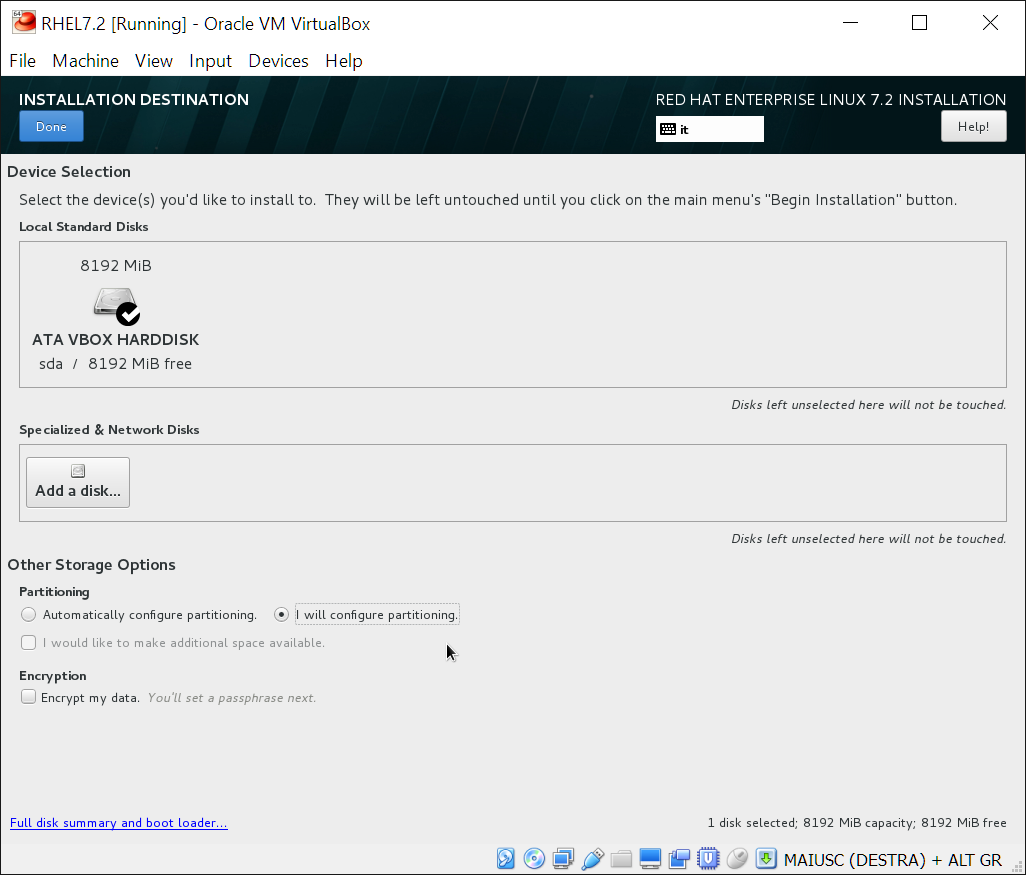 RHEL7.2 [Running] - Oracle VM VirtualBox
File Machine View Input Devices Help
INSTALLATION DESTINATION
RED HAT ENTERPRISE LINUX 7.2 INSTALLATION
Done
it
Help!
Device Selection
Select the device(s) you'd like to install to. They will be left untouched until you click on the main menu's "Begin Installation" button.
Local Standard Disks
8192 MiB
ATA VBOX HARDDISK
sda / 8192 MiB free
Disks left unselected here will not be touched.
Specialized & Network Disks
Add a disk...
Disks left unselected here will not be touched.
Other Storage Options
Partitioning
Automatically configure partitioning. I will configure partitioning.
I would like to make additional space available.
Encryption
Encrypt my data. You'll set a passphrase next.
Full disk summary and boot loader...
1 disk selected; 8192 MiB capacity; 8192 MiB free
MAIUSC (DESTRA) + ALT GR